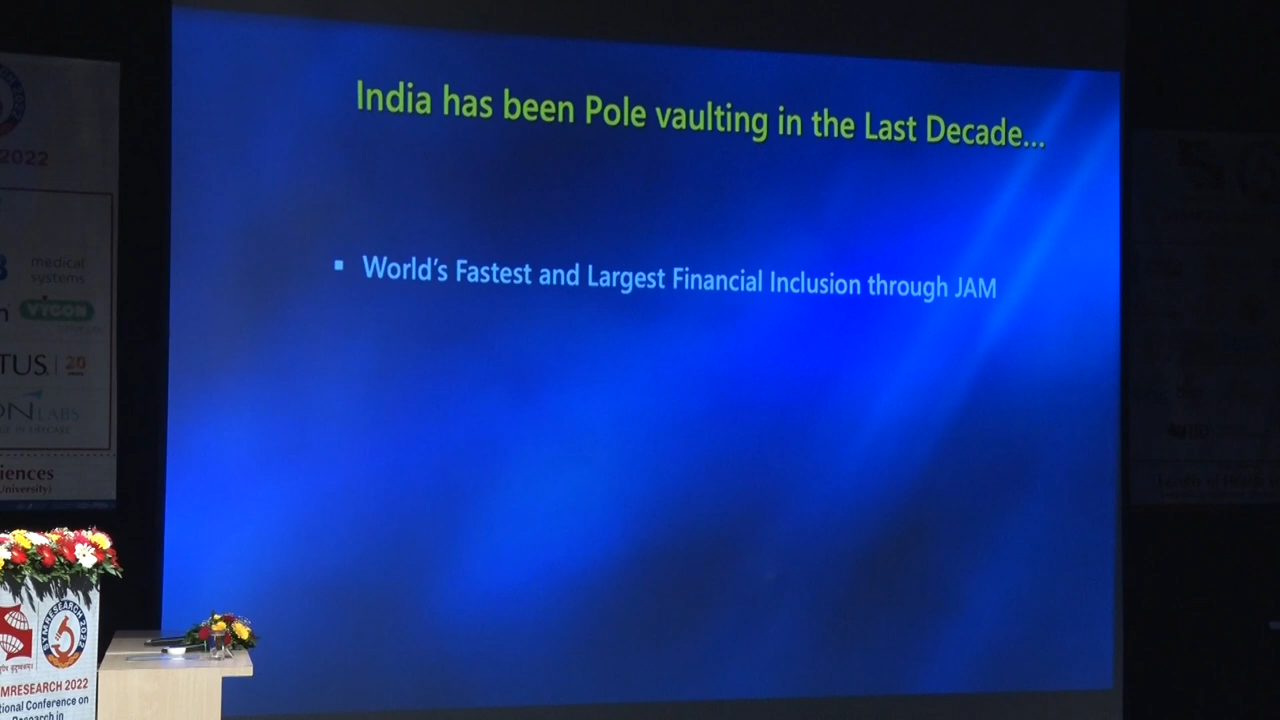 India has been Pole vaulting in the Last Decade...
▪ World's Fastest and Largest Financial Inclusion through JAM
2022
medical
systems
VYGON
TUS
20
ON LABS
iences
University)
SYMRESEARCH 2022
MRESEARCH 2022
tional Conference on
Research in